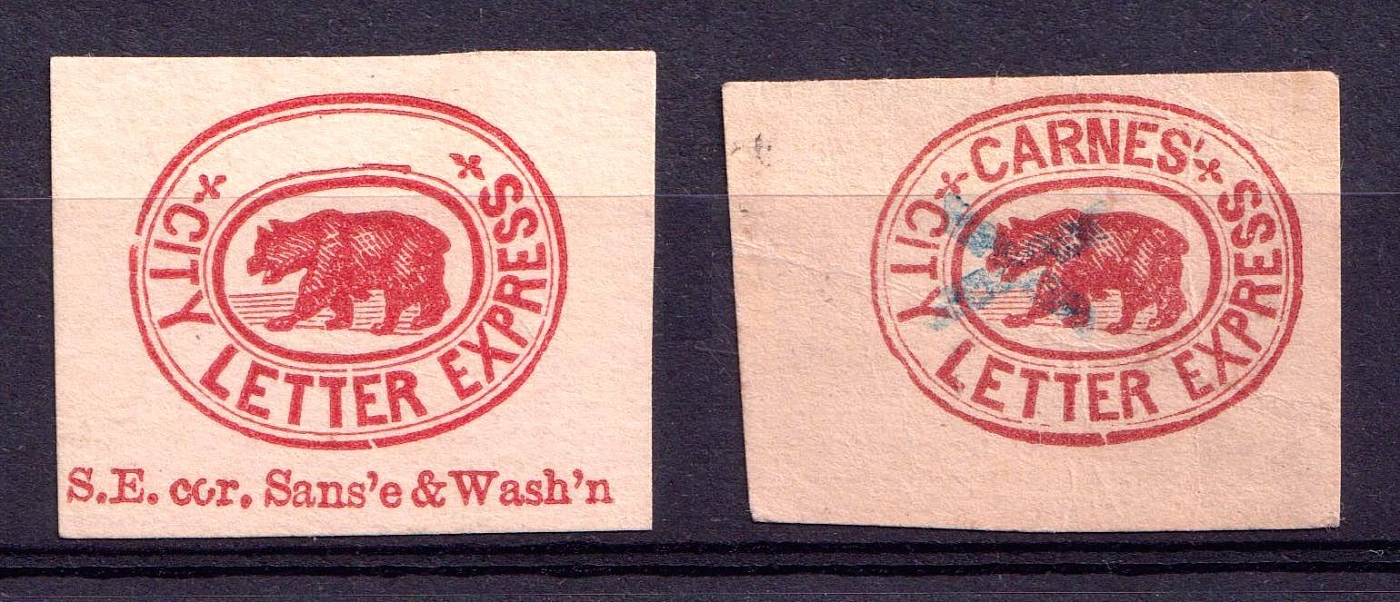 CITY LETTER EXPRESS
S.E. cor. Sans'e & Wash'n
CARNES'
CITY LETTER EXPRESS